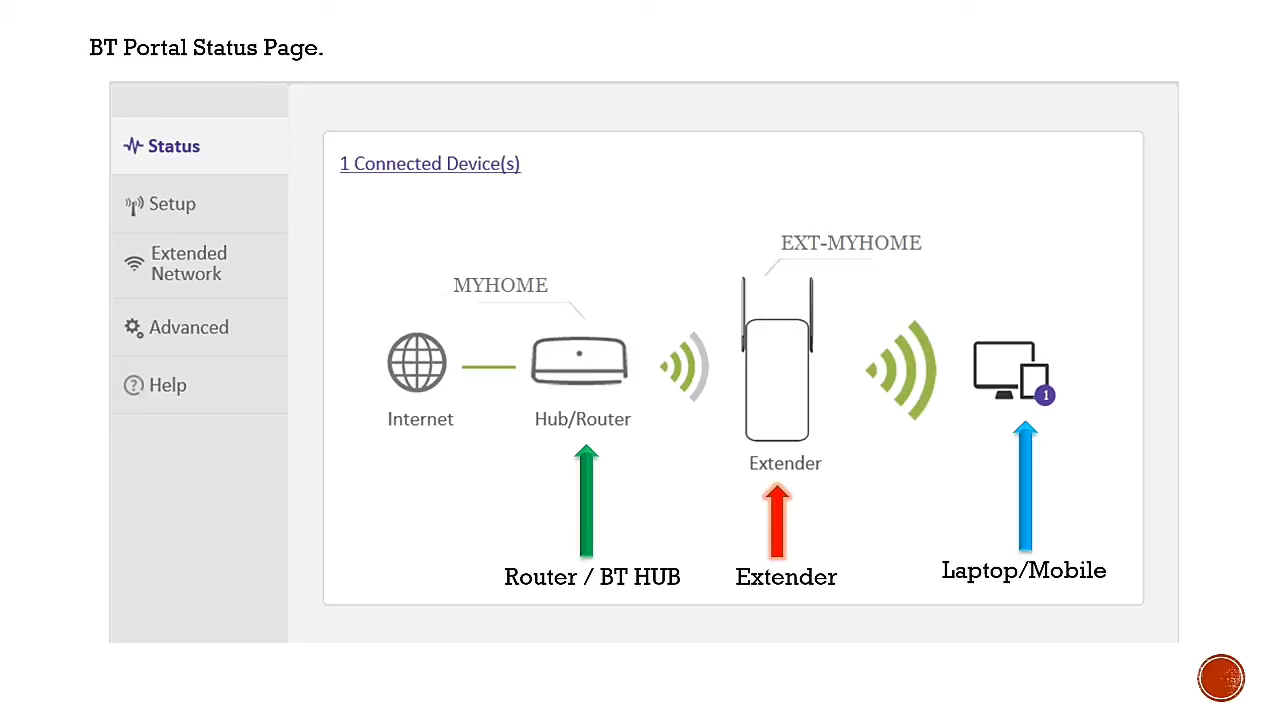 BT Portal Status Page.
Status
Setup
Extended
Network
Advanced
Help
1 Connected Device(s)
EXT-MYHOME
MYHOME
1
Internet
Hub/Router
Extender
Router / BT HUB
Extender
Laptop/Mobile